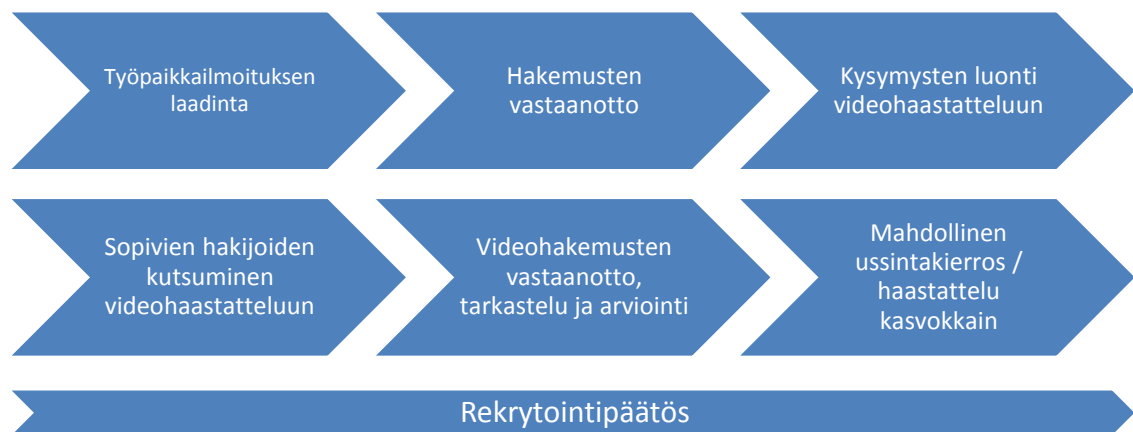 Työpaikkailmoituksen
laadinta
Hakemusten
vastaanotto
Kysymysten luonti
videohaastatteluun
Sopivien hakijoiden
kutsuminen
videohaastatteluun
Videohakemusten
vastaanotto,
tarkastelu ja arviointi
Mahdollinen
ussintakierros /
haastattelu
kasvokkain
Rekrytointipäätös